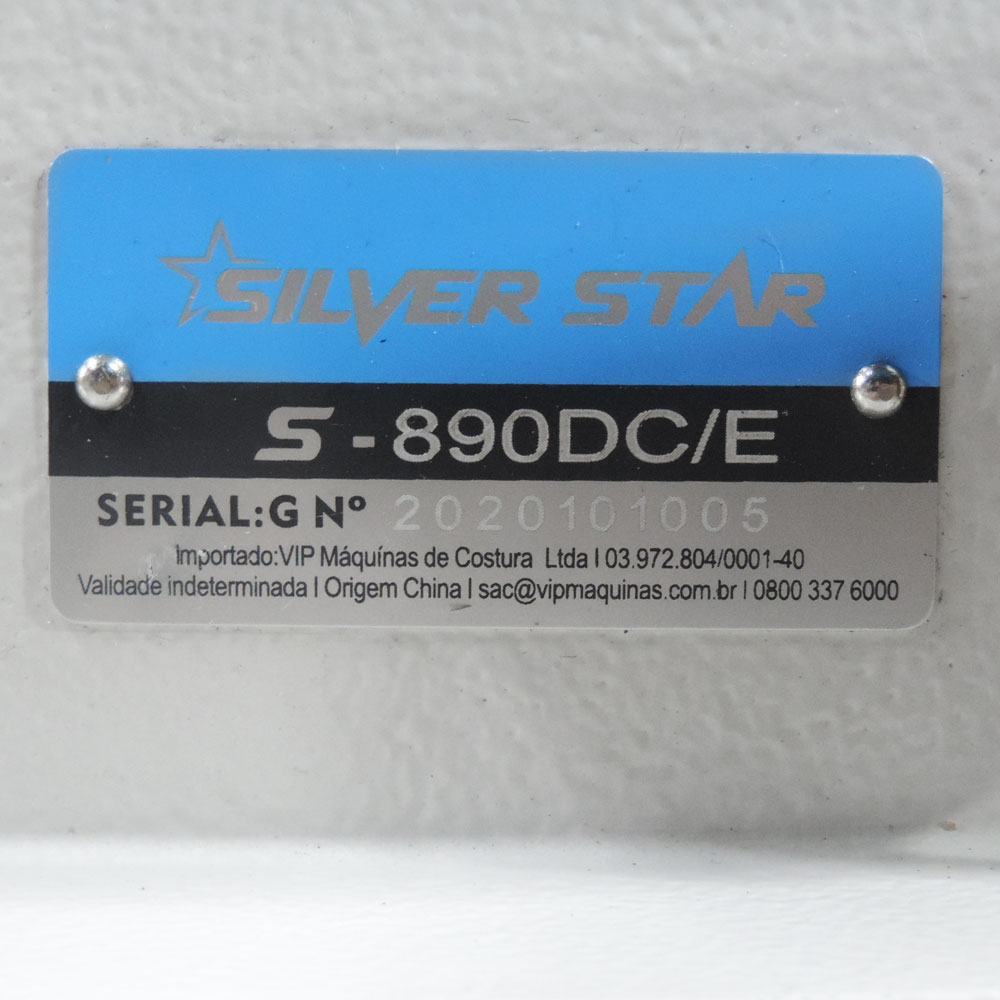 SILVER STAR
S-890DC/E
SERIAL:G Nº 2020101005
Importado:VIP Máquínas de Costura Ltda I 03.972.804/0001-40
Validade indeterminada I Origem China I sac@vipmaquinas.com.br I 0800 337 6000